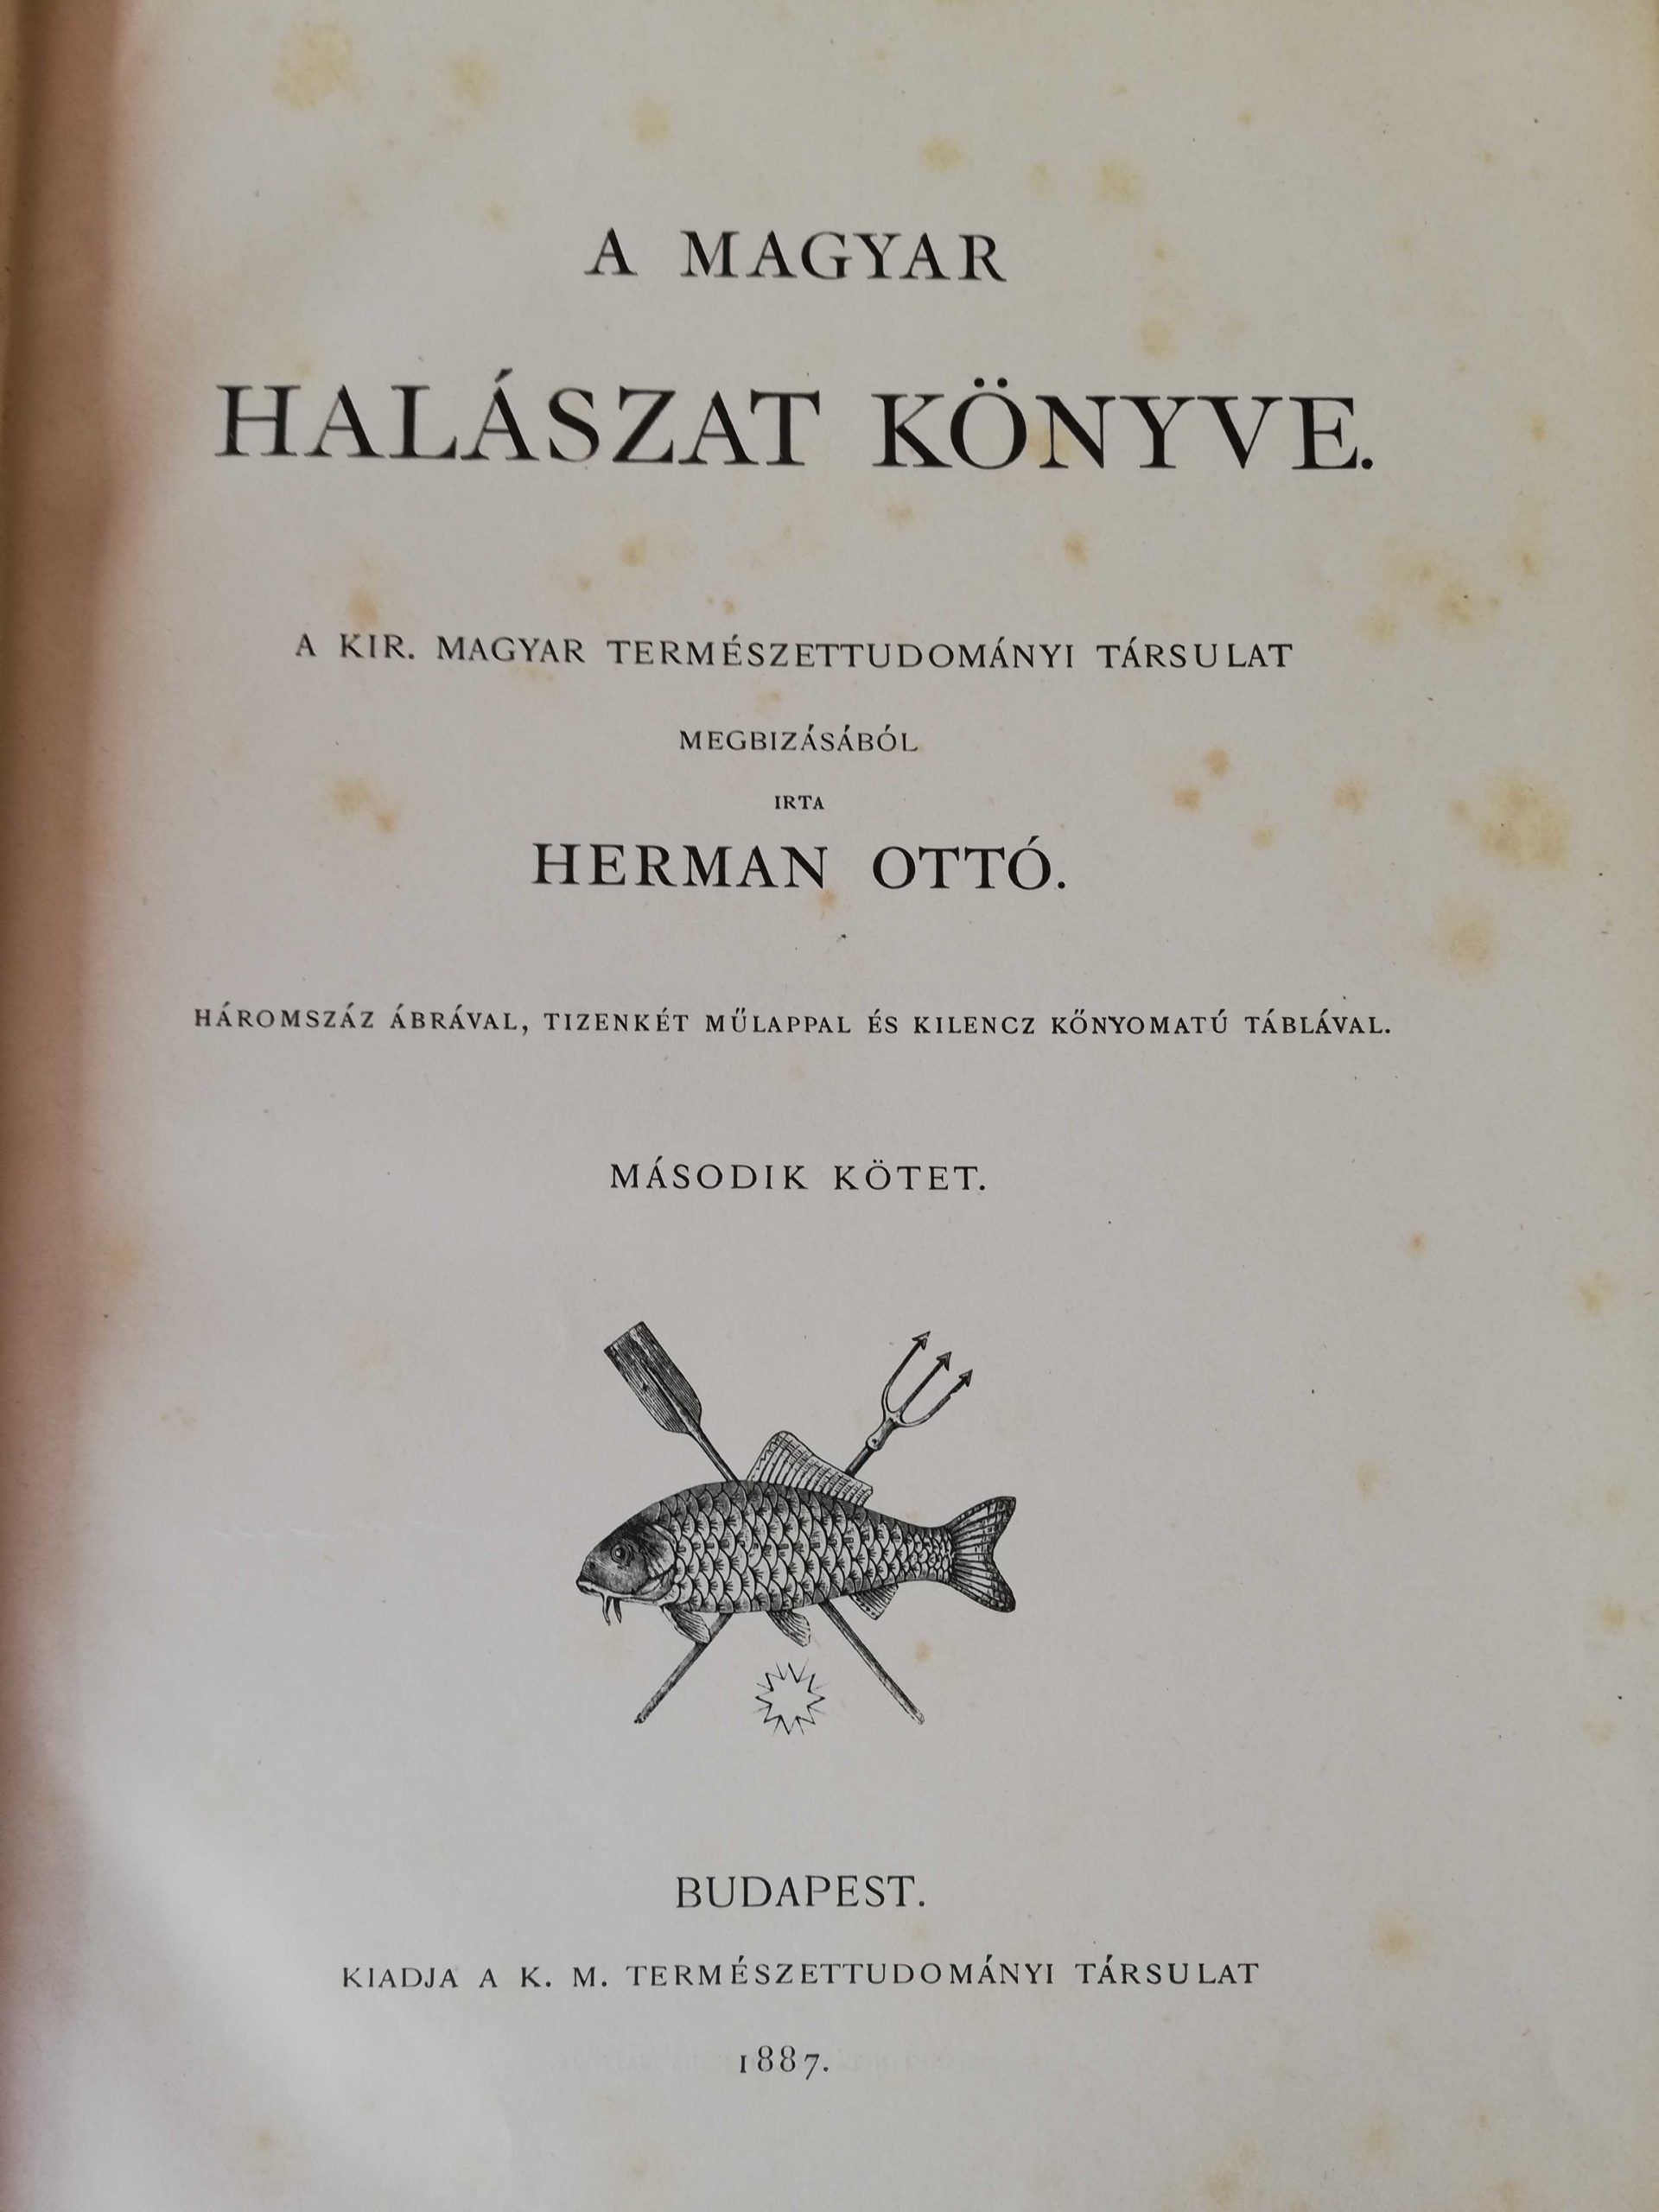 A MAGYAR
HALÁSZAT KÖNYVE.
A KIR. MAGYAR TERMÉSZETTUDOMÁNYI TÁRSULAT
MEGBIZÁSÁBÓL
IRTA
HERMAN OTTÓ.
HÁROMSZÁZ ÁBRÁVAL, TIZENKÉT MŰLAPPAL ÉS KILENCZ KŐNYOMATÚ TÁBLÁVAL.
MÁSODIK KÖTET.
BUDAPEST.
KIADJA A K. M. TERMÉSZETTUDOMÁNYI TÁRSULAT
1887.